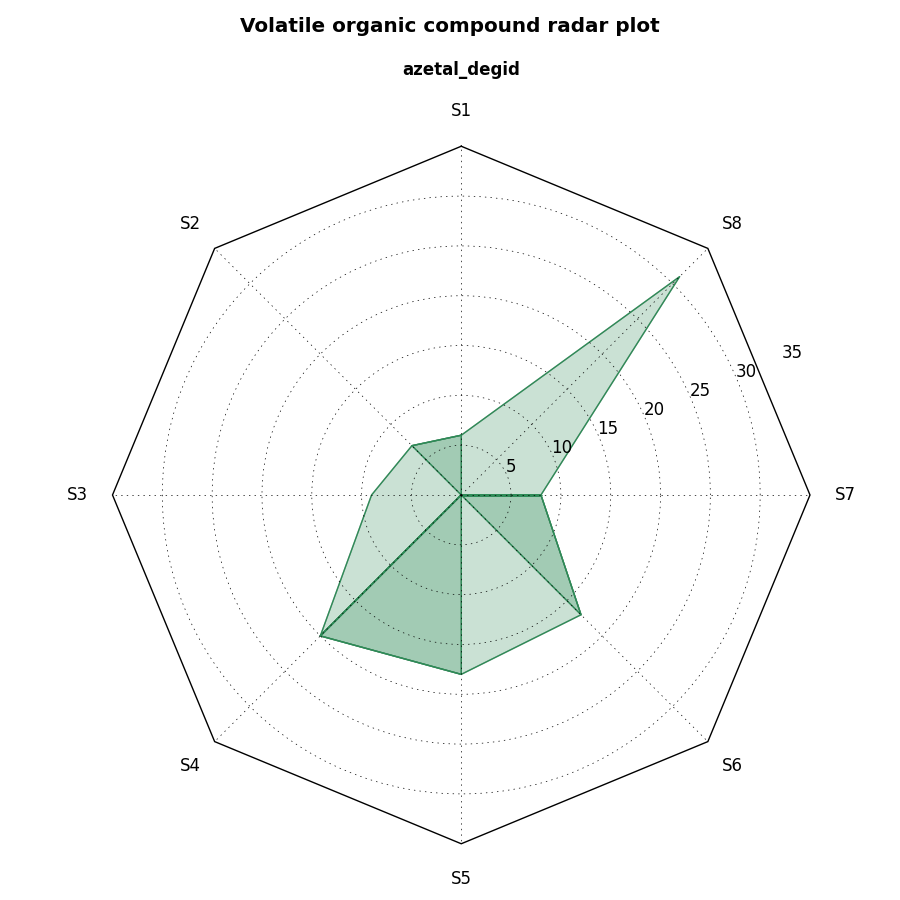 Volatile organic compound radar plot
azetal_degid
S1
S2
S8
35
30
25
20
15
10
5
S3
S7
S4
S6
S5